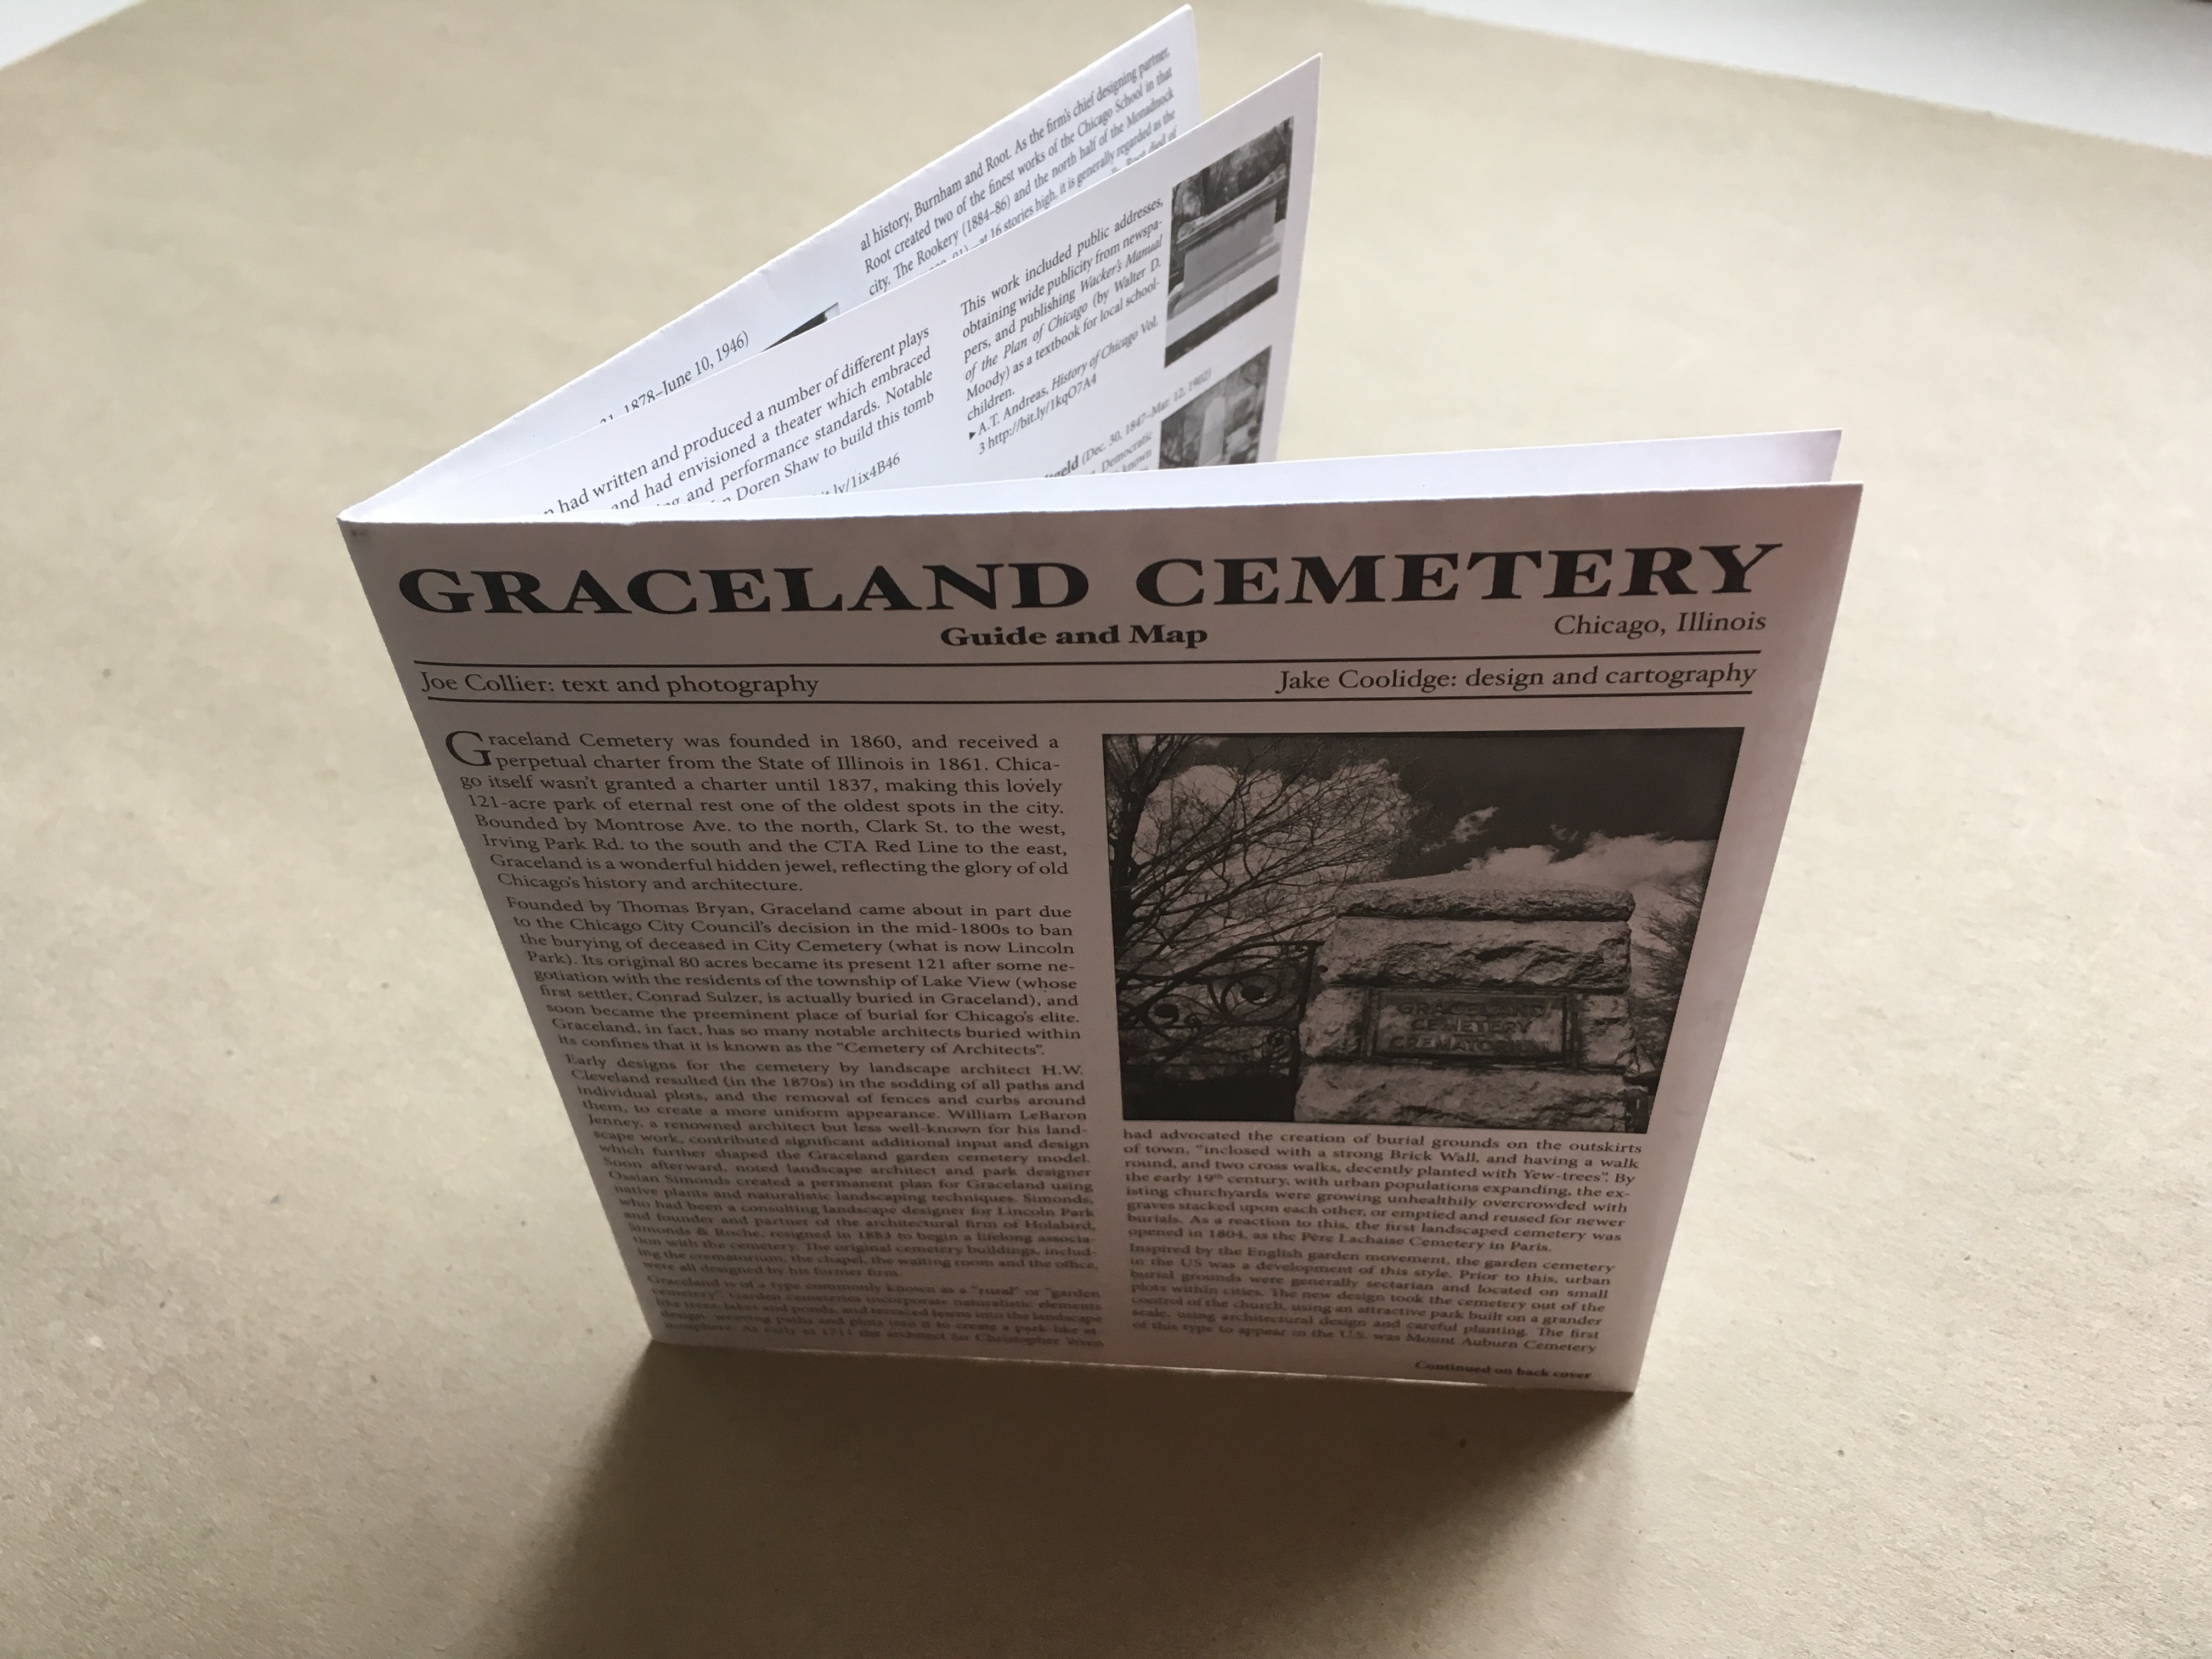 al history, Burnham and Root. As the firm's chief designing partner,
Root created two of the finest works of the Chicago School in that
city. The Rookery (1884–86) and the north half of the Monadnock
at 16 stories high, it is generally regarded as the
Root died of
1878–June 10, 1946)
had written and produced a number of different plays
and had envisioned a theater which embraced
and performance standards. Notable
Doren Shaw to build this tomb
ly/1ix4B46
This work included public addresses,
obtaining wide publicity from newspa-
pers, and publishing Wacker's Manual
of the Plan of Chicago (by Walter D.
Moody) as a textbook for local school-
children.
▸A.T. Andreas, History of Chicago Vol.
3 http://bit.ly/1kqO7A4
(Dec. 30, 1847–Mar. 12, 1902)
Democratic
known
GRACELAND CEMETERY
Guide and Map
Chicago, Illinois
Joe Collier: text and photography
Jake Coolidge: design and cartography
Graceland Cemetery was founded in 1860, and received a
perpetual charter from the State of Illinois in 1861. Chica-
go itself wasn't granted a charter until 1837, making this lovely
121-acre park of eternal rest one of the oldest spots in the city.
Bounded by Montrose Ave. to the north, Clark St. to the west,
Irving Park Rd. to the south and the CTA Red Line to the east,
Graceland is a wonderful hidden jewel, reflecting the glory of old
Chicago's history and architecture.
Founded by Thomas Bryan, Graceland came about in part due
to the Chicago City Council's decision in the mid-1800s to ban
the burying of deceased in City Cemetery (what is now Lincoln
Park). Its original 80 acres became its present 121 after some ne-
gotiation with the residents of the township of Lake View (whose
first settler, Conrad Sulzer, is actually buried in Graceland), and
soon became the preeminent place of burial for Chicago's elite.
Graceland, in fact, has so many notable architects buried within
its confines that it is known as the "Cemetery of Architects".
Early designs for the cemetery by landscape architect H.W.
Cleveland resulted (in the 1870s) in the sodding of all paths and
individual plots, and the removal of fences and curbs around
them, to create a more uniform appearance. William LeBaron
Jenney, a renowned architect but less well-known for his land-
scape work, contributed significant additional input and design
which further shaped the Graceland garden cemetery model.
Soon afterward, noted landscape architect and park designer
Ossian Simonds created a permanent plan for Graceland using
native plants and naturalistic landscaping techniques. Simonds,
who had been a consulting landscape designer for Lincoln Park
and founder and partner of the architectural firm of Holabird,
Simonds & Roche, resigned in 1883 to begin a lifelong associa-
tion with the cemetery. The original cemetery buildings, includ-
ing the crematorium, the chapel, the waiting room and the office,
were all designed by his former firm.
Graceland is of a type commonly known as a "rural" or "garden
cemetery". Garden cemeteries incorporate naturalistic elements
like trees, lakes and ponds, and terraced lawns into the landscape
design, weaving paths and plots into it to create a park like at-
mosphere. As early as 1711 the architect Sir Christopher Wren
GRACELAND
CEMETERY
CREMATORIUM
had advocated the creation of burial grounds on the outskirts
of town, "inclosed with a strong Brick Wall, and having a walk
round, and two cross walks, decently planted with Yew-trees". By
the early 19th century, with urban populations expanding, the ex-
isting churchyards were growing unhealthily overcrowded with
graves stacked upon each other, or emptied and reused for newer
burials. As a reaction to this, the first landscaped cemetery was
opened in 1804, as the Père Lachaise Cemetery in Paris.
Inspired by the English garden movement, the garden cemetery
in the US was a development of this style. Prior to this, urban
burial grounds were generally sectarian and located on small
plots within cities. The new design took the cemetery out of the
control of the church, using an attractive park built on a grander
scale, using architectural design and careful planting. The first
of this type to appear in the U.S. was Mount Auburn Cemetery
Continued on back cover